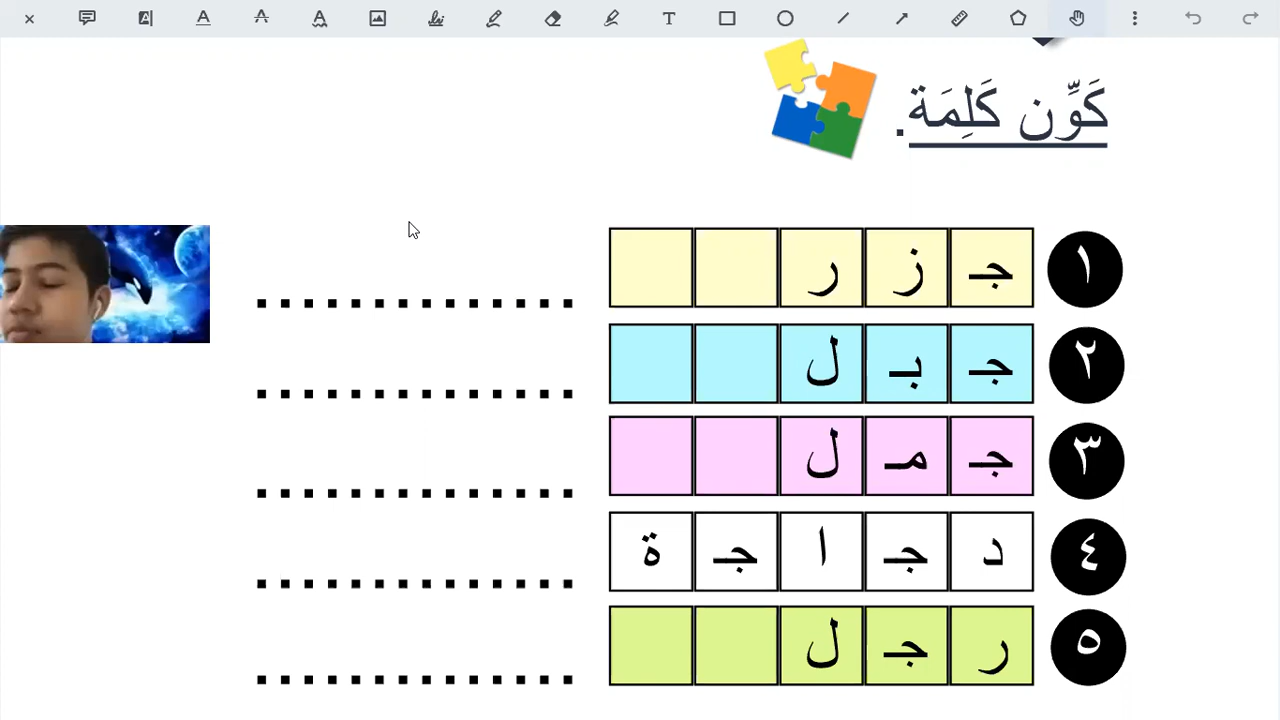 كَوِّن كَلِمَة.
١ جـ ز ر
٢ جـ بـ ل
٣ جـ مـ ل
٤ د جـ ا جـ ة
٥ ر جـ ل